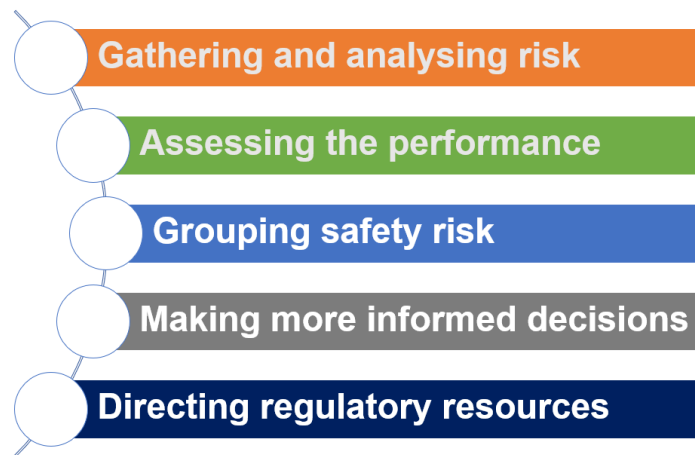 Gathering and analysing risk
Assessing the performance
Grouping safety risk
Making more informed decisions
Directing regulatory resources